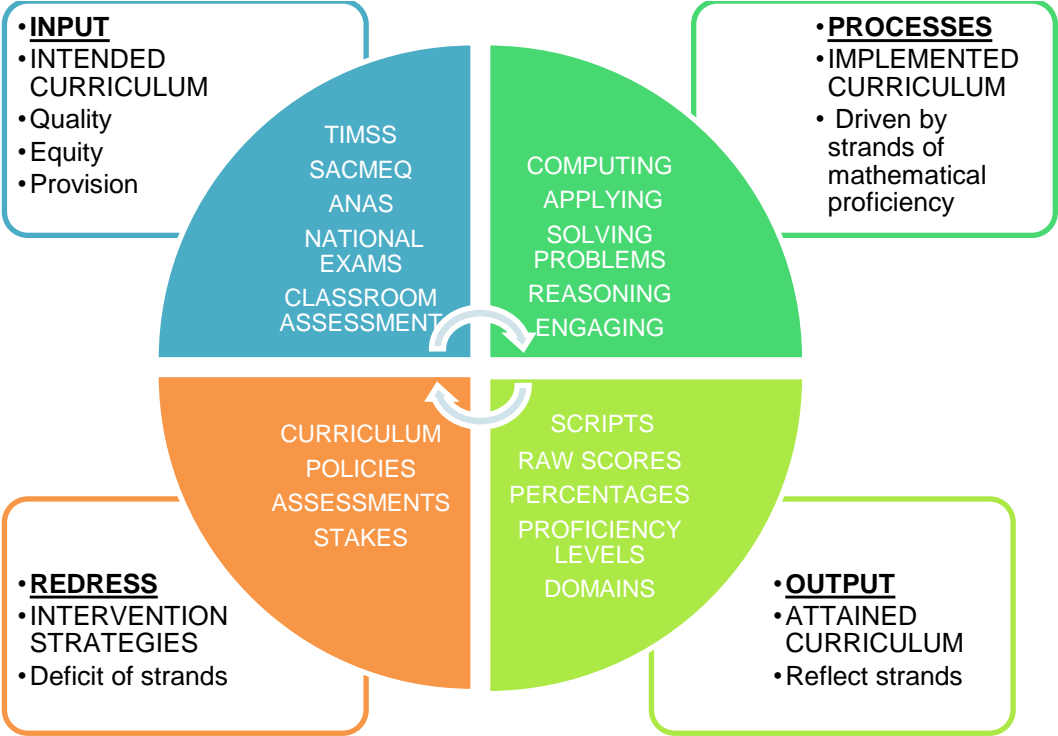 •INPUT
•INTENDED
CURRICULUM
•Quality
•Equity
•Provision
TIMSS
SACMEQ
ANAS
NATIONAL
EXAMS
CLASSROOM
ASSESSMENT
•PROCESSES
•IMPLEMENTED
CURRICULUM
• Driven by
strands of
mathematical
proficiency
COMPUTING
APPLYING
SOLVING
PROBLEMS
REASONING
ENGAGING
•REDRESS
•INTERVENTION
STRATEGIES
•Deficit of strands
CURRICULUM
POLICIES
ASSESSMENTS
STAKES
SCRIPTS
RAW SCORES
PERCENTAGES
PROFICIENCY
LEVELS
DOMAINS
•OUTPUT
•ATTAINED
CURRICULUM
•Reflect strands